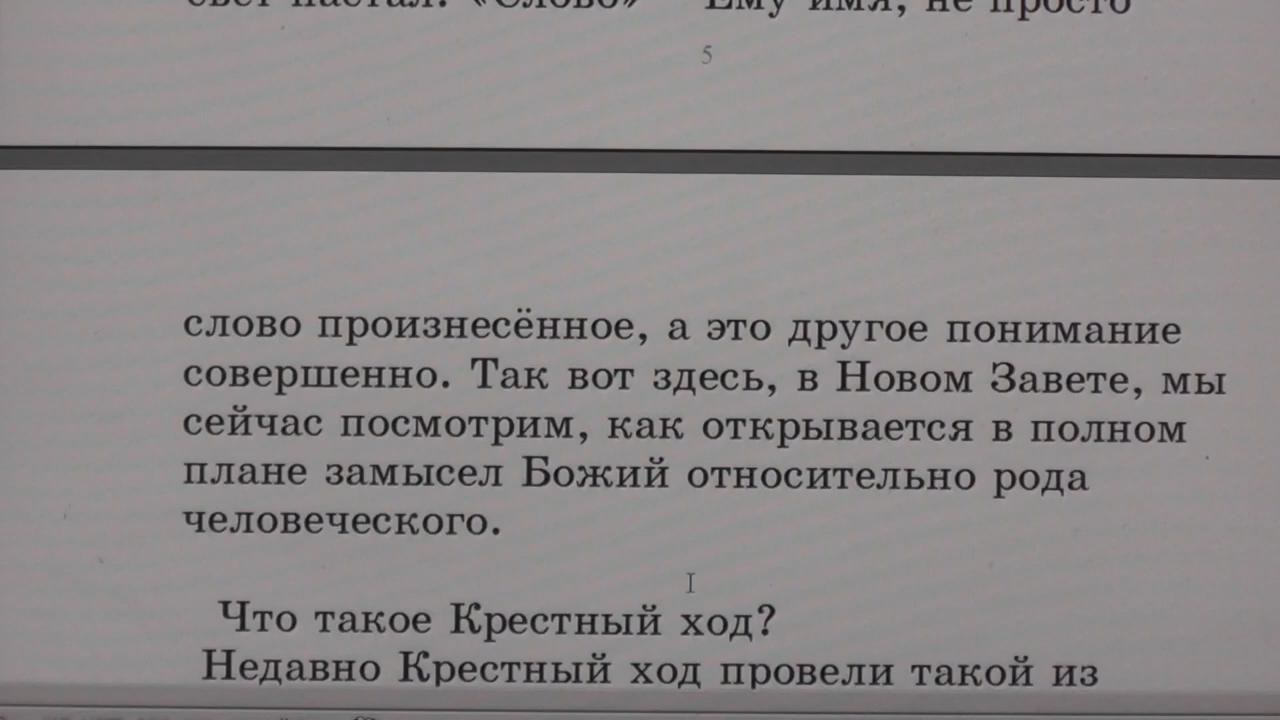 свет настал. «Слово» – Ему имя, не просто
5
слово произнесённое, а это другое понимание
совершенно. Так вот здесь, в Новом Завете, мы
сейчас посмотрим, как открывается в полном
плане замысел Божий относительно рода
человеческого.
Что такое Крестный ход?
Недавно Крестный ход провели такой из